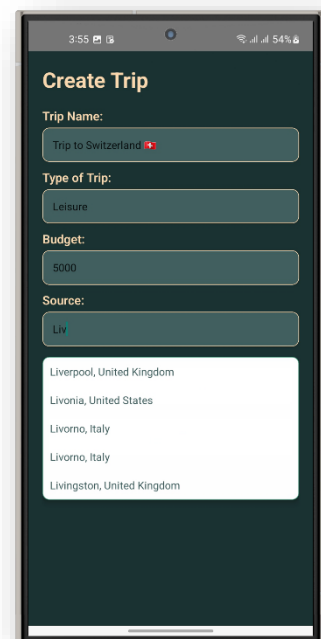 3:55 54%
Create Trip
Trip Name:
Trip to Switzerland 🇨🇭
Type of Trip:
Leisure
Budget:
5000
Source:
Liv
Liverpool, United Kingdom
Livonia, United States
Livorno, Italy
Livorno, Italy
Livingston, United Kingdom